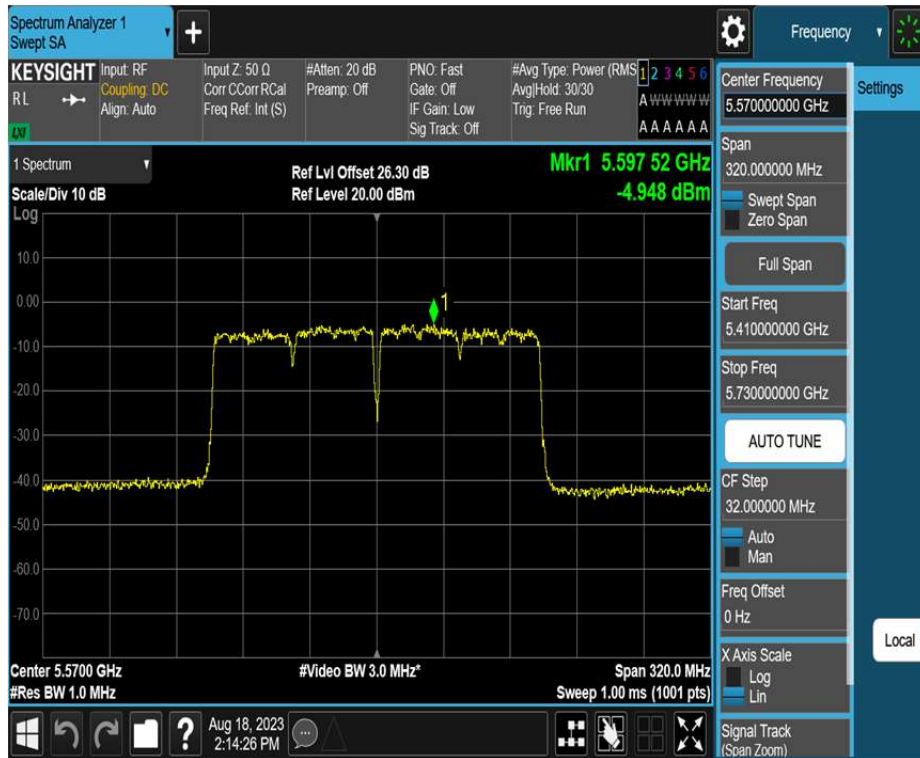 Spectrum Analyzer 1
Swept SA
+
Frequency
KEYSIGHT
R L
LXI
Input: RF
Coupling: DC
Align: Auto
Input Z: 50 Ω
Corr CCorr RCal
Freq Ref: Int (S)
#Atten: 20 dB
Preamp: Off
PNO: Fast
Gate: Off
IF Gain: Low
Sig Track: Off
#Avg Type: Power (RMS
Avg|Hold: 30/30
Trig: Free Run
1 2 3 4 5 6
A W W W W W
A A A A A A
Center Frequency
5.570000000 GHz
Settings
Span
320.000000 MHz
Swept Span
Zero Span
Full Span
Start Freq
5.410000000 GHz
Stop Freq
5.730000000 GHz
AUTO TUNE
CF Step
32.000000 MHz
Auto
Man
Freq Offset
0 Hz
X Axis Scale
Log
Lin
Signal Track
(Span Zoom)
Local
1 Spectrum
Scale/Div 10 dB
Log
Ref Lvl Offset 26.30 dB
Ref Level 20.00 dBm
Mkr1 5.597 52 GHz
-4.948 dBm
10.0
0.00
1
-10.0
-20.0
-30.0
-40.0
-50.0
-60.0
-70.0
Center 5.5700 GHz
#Res BW 1.0 MHz
#Video BW 3.0 MHz*
Span 320.0 MHz
Sweep 1.00 ms (1001 pts)
?
Aug 18, 2023
2:14:26 PM